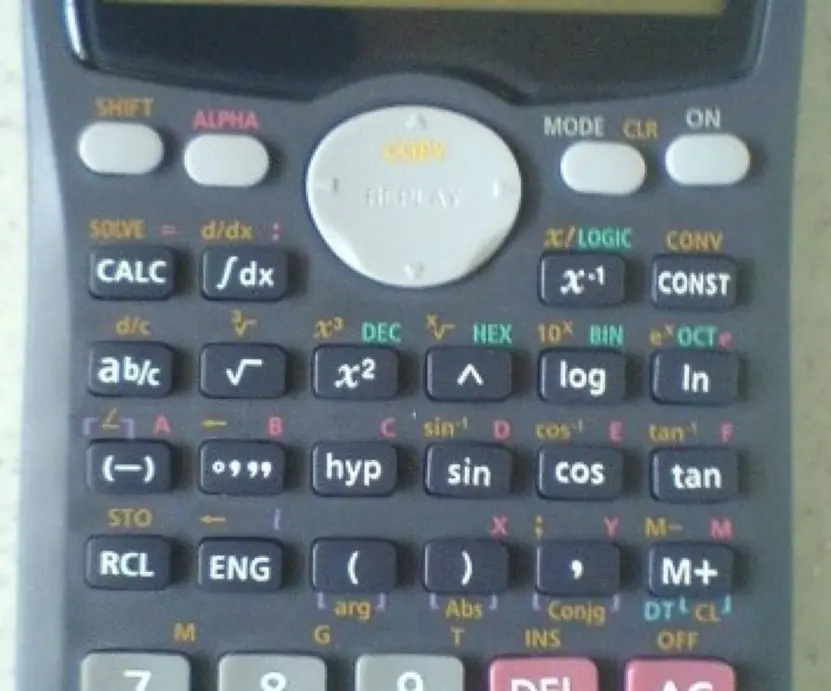 SHIFT ALPHA COPY MODE CLR ON
REPLAY
SOLVE = d/dx : x! LOGIC CONV
CALC ∫dx x-1 CONST
d/c 3√ x3 DEC x√ HEX 10x BIN ex OCT e
ab/c √ x2 ^ log ln
∠ A ← B C sin-1 D cos-1 E tan-1 F
(−) °,,, hyp sin cos tan
STO ← i X ; Y M− M
RCL ENG ( ) , M+
arg Abs Conjg DT CL
M G T INS OFF
7 8 9 DEL AC